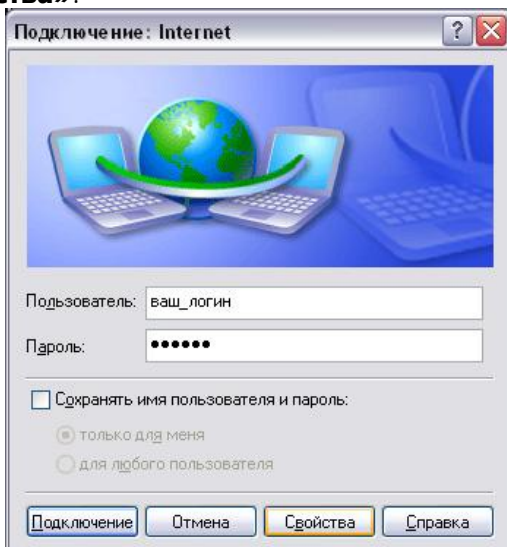 ства».
Подключение: Internet
Пользователь: ваш_логин
Пароль: ••••••
Сохранять имя пользователя и пароль:
только для меня
для любого пользователя
Подключение Отмена Свойства Справка